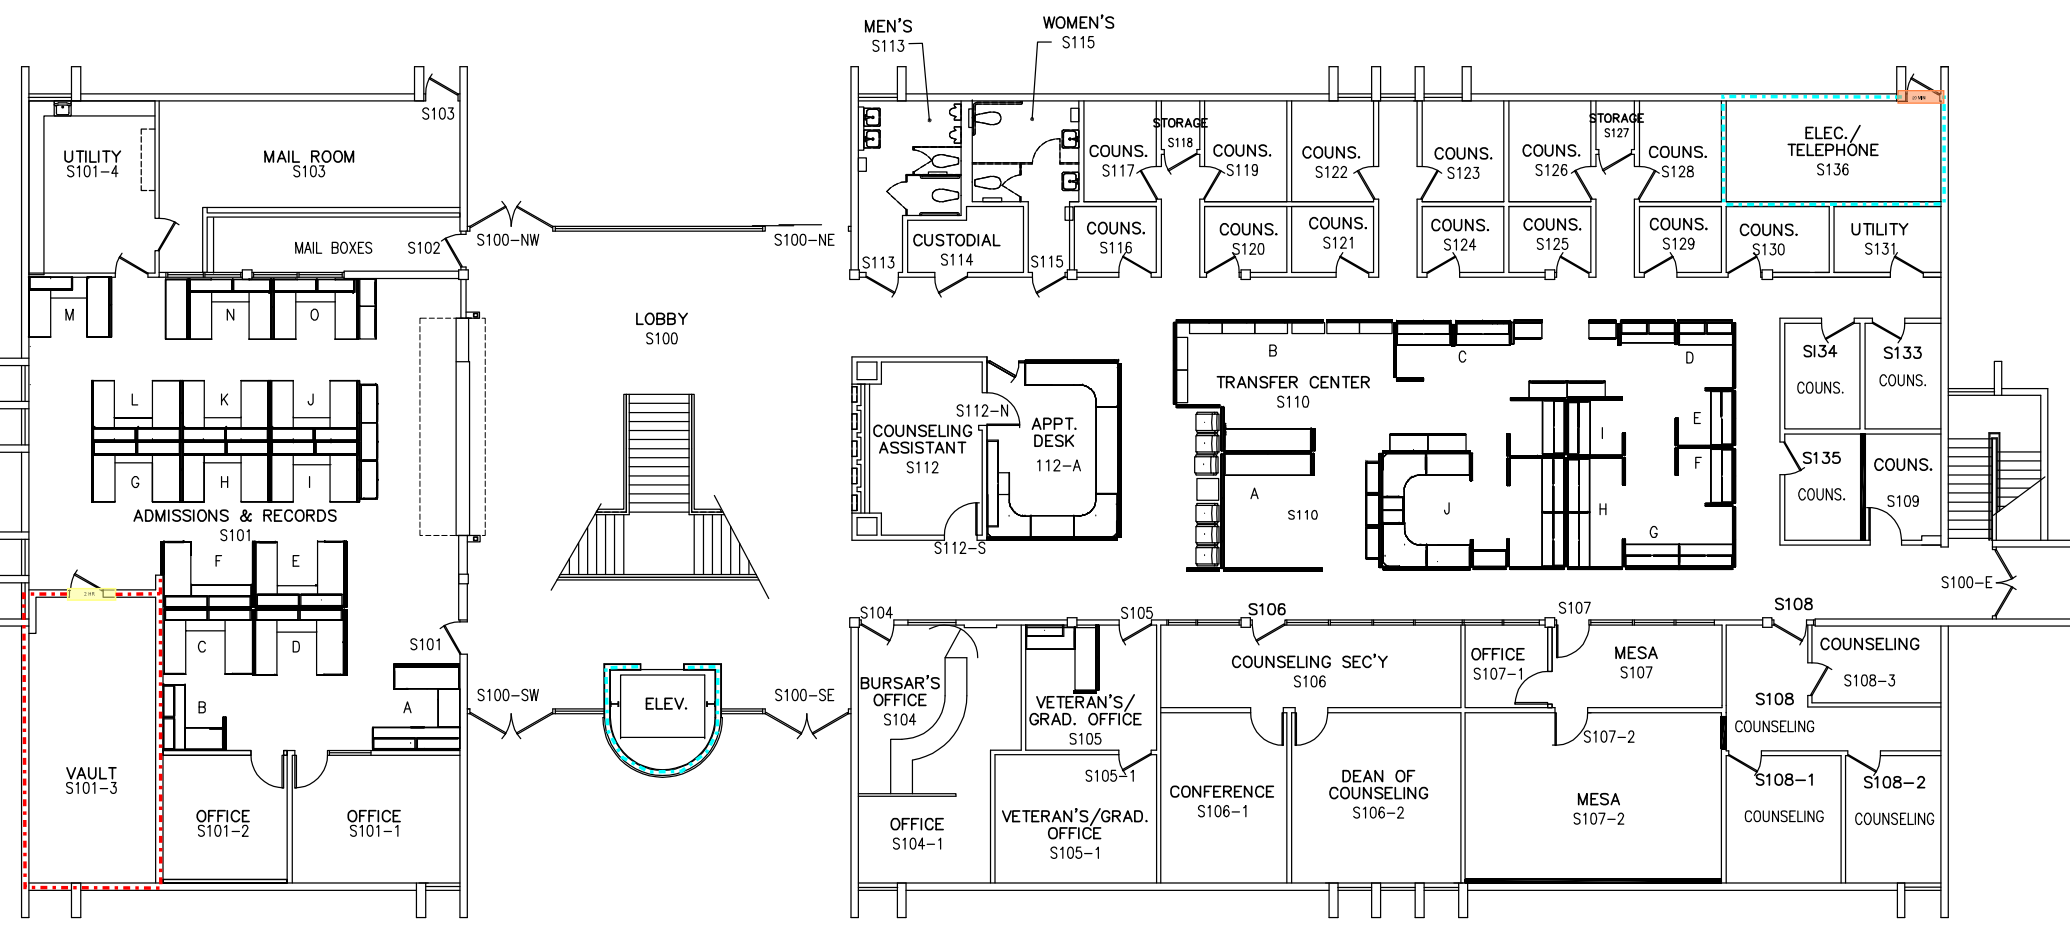 MEN'S
S113
WOMEN'S
S115
S103
UTILITY
S101-4
MAIL ROOM
S103
MAIL BOXES
S102
S100-NW
S100-NE
S113
CUSTODIAL
S114
S115
COUNS.
S117
STORAGE
S118
COUNS.
S119
COUNS.
S122
COUNS.
S123
COUNS.
S126
STORAGE
S127
COUNS.
S128
ELEC./
TELEPHONE
S136
COUNS.
S116
COUNS.
S120
COUNS.
S121
COUNS.
S124
COUNS.
S125
COUNS.
S129
COUNS.
S130
UTILITY
S131
M
N
O
LOBBY
S100
L
K
J
G
H
I
ADMISSIONS & RECORDS
S101
F
E
C
D
B
A
S101
2 HR
VAULT
S101-3
OFFICE
S101-2
OFFICE
S101-1
S100-SW
ELEV.
S100-SE
S112-N
COUNSELING
ASSISTANT
S112
APPT.
DESK
112-A
S112-S
B
TRANSFER CENTER
S110
A
S110
C
D
E
F
I
H
J
G
S134
COUNS.
S133
COUNS.
S135
COUNS.
COUNS.
S109
S100-E
S104
S105
S106
S107
S108
BURSAR'S
OFFICE
S104
OFFICE
S104-1
VETERAN'S/
GRAD. OFFICE
S105
S105-1
VETERAN'S/GRAD.
OFFICE
S105-1
COUNSELING SEC'Y
S106
CONFERENCE
S106-1
DEAN OF
COUNSELING
S106-2
OFFICE
S107-1
MESA
S107
S107-2
MESA
S107-2
COUNSELING
S108-3
S108
COUNSELING
S108-1
COUNSELING
S108-2
COUNSELING